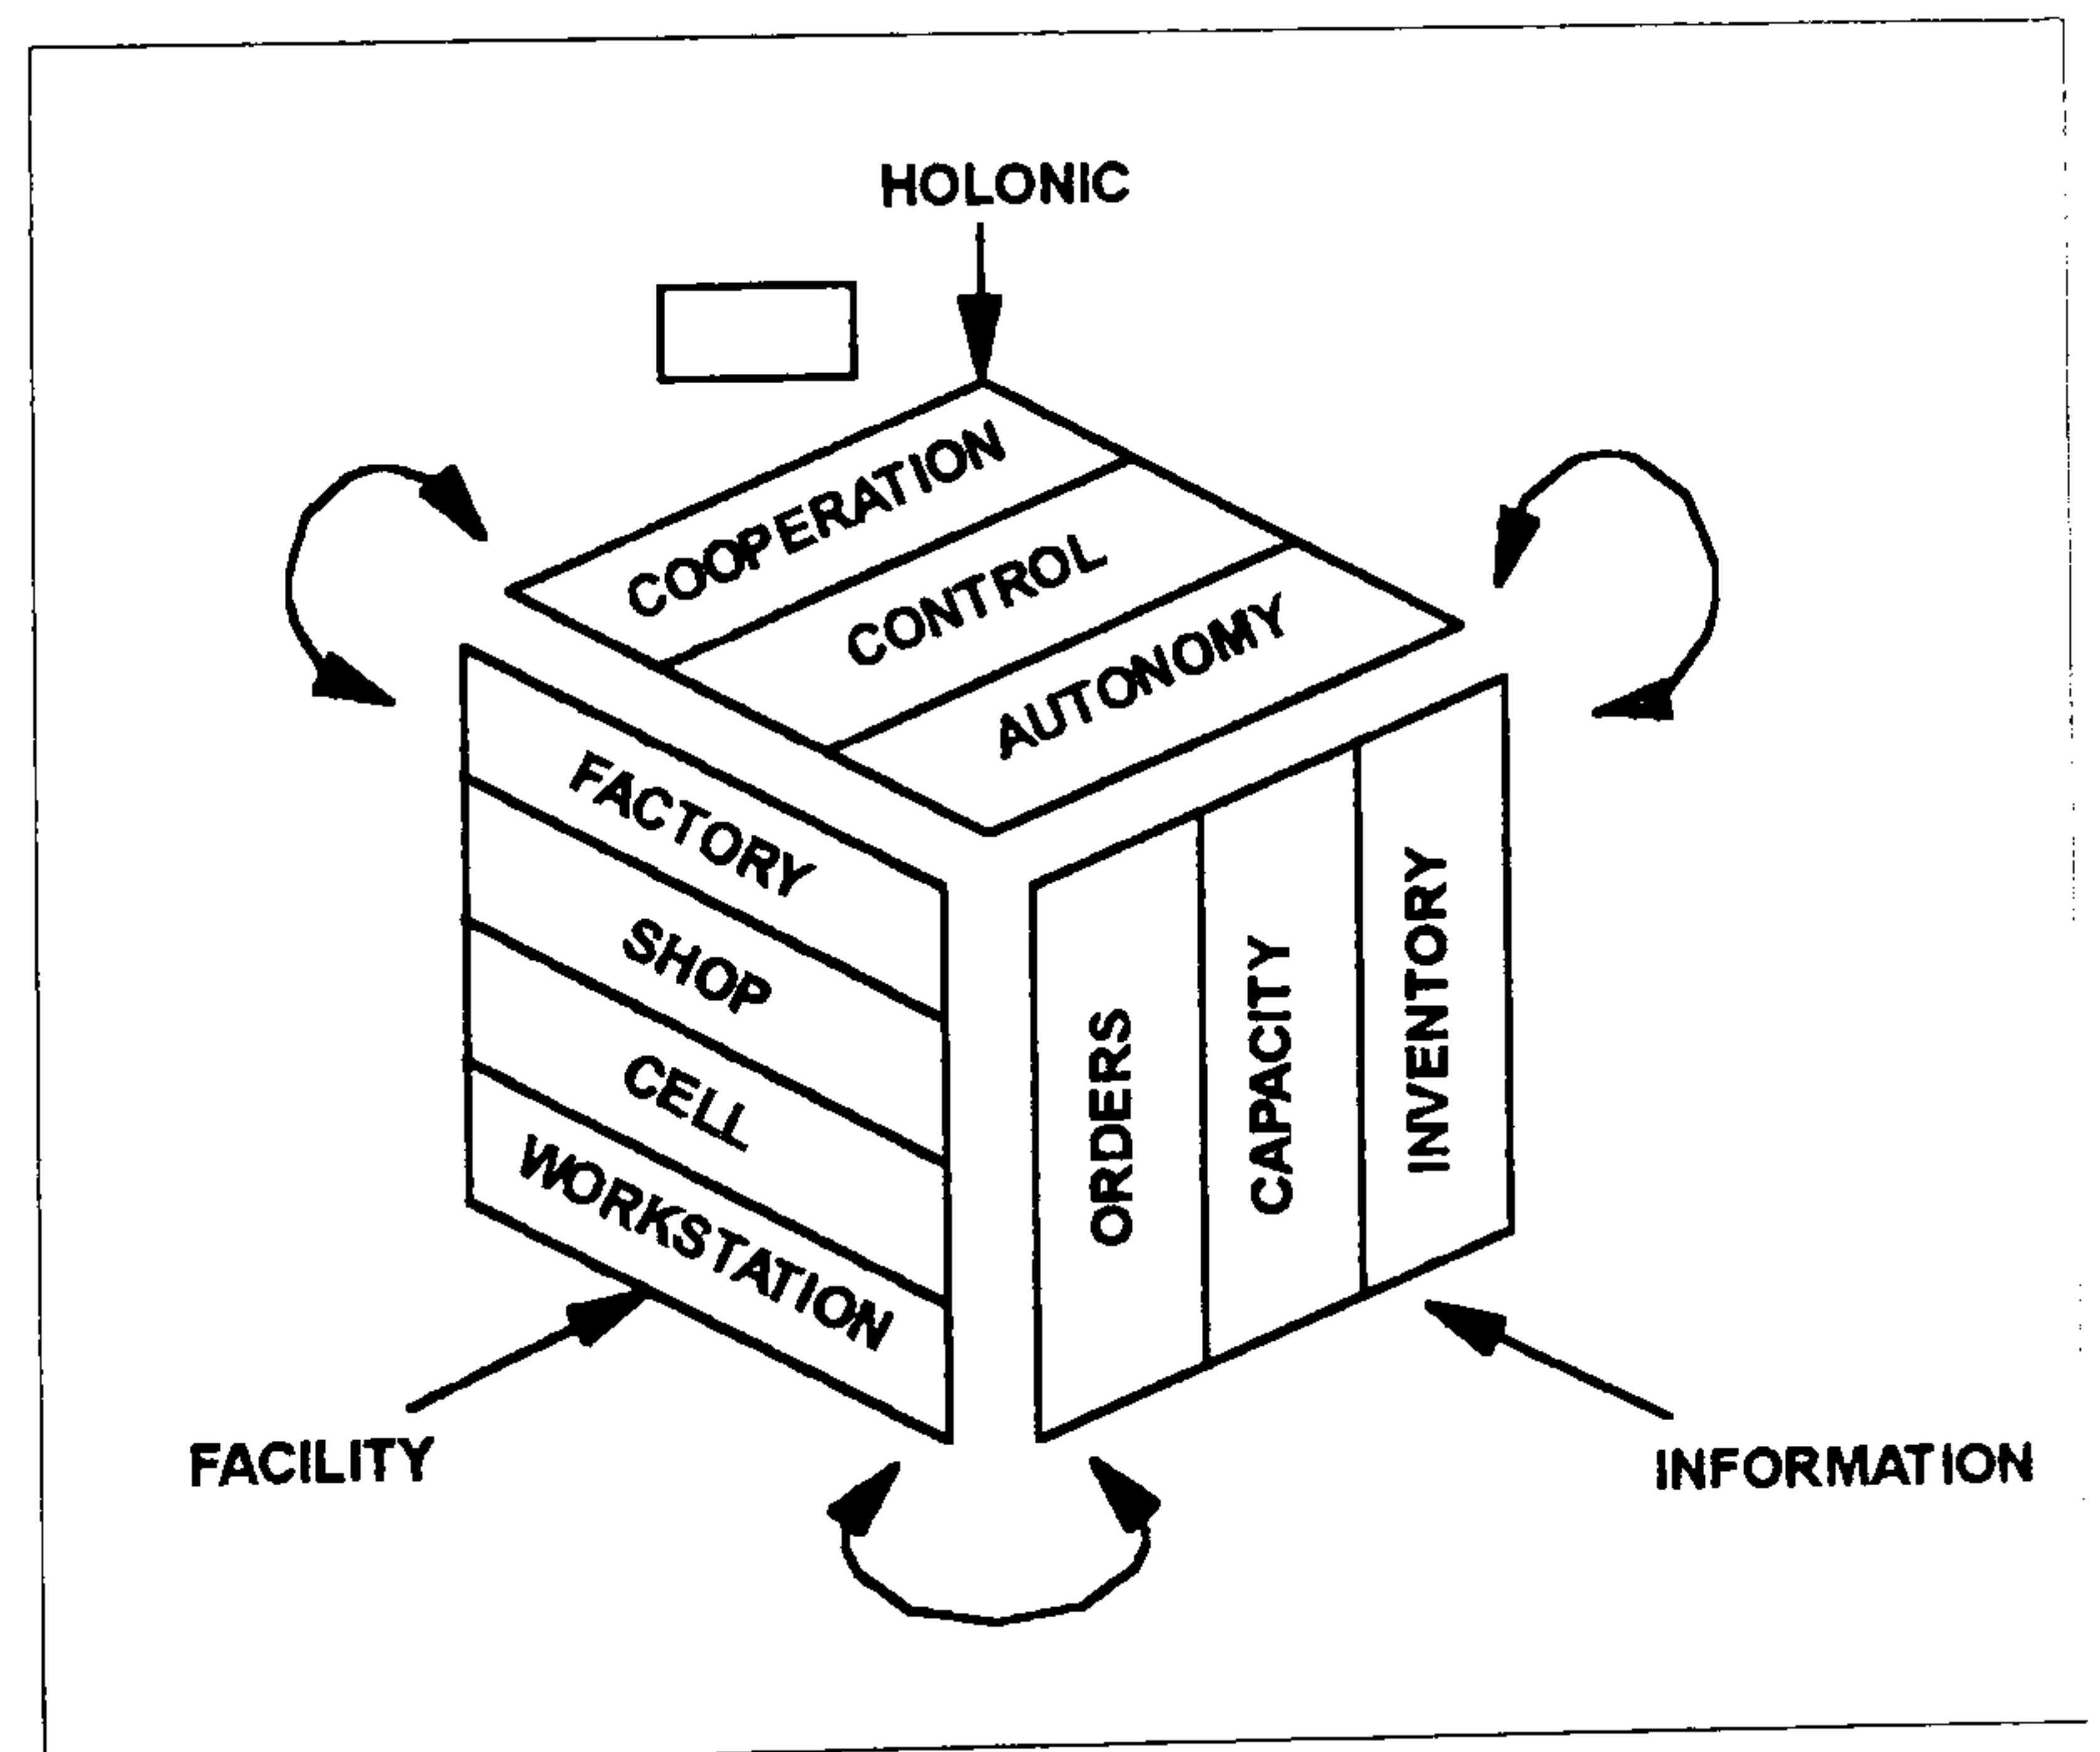 HOLONIC
COOPERATION
CONTROL
AUTONOMY
FACTORY
SHOP
CELL
WORKSTATION
ORDERS
CAPACITY
INVENTORY
FACILITY
INFORMATION